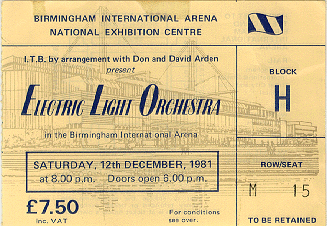 BIRMINGHAM INTERNATIONAL ARENA
NATIONAL EXHIBITION CENTRE
I.T.B. by arrangement with Don and David Arden
present
ELECTRIC LIGHT ORCHESTRA
in the Birmingham International Arena
SATURDAY, 12th DECEMBER, 1981
at 8.00 p.m. Doors open 6.00 p.m.
£7.50
Inc. VAT
For conditions
see over.
BLOCK
H
ROW/SEAT
M 15
TO BE RETAINED